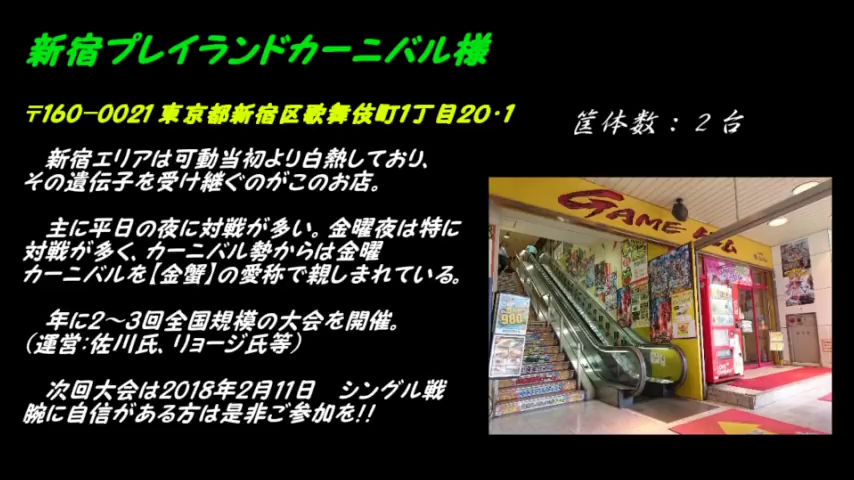 新宿プレイランドカーニバル様
〒160-0021 東京都新宿区歌舞伎町1丁目20・1
筐体数：２台
新宿エリアは可動当初より白熱しており、
その遺伝子を受け継ぐのがこのお店。
主に平日の夜に対戦が多い。金曜夜は特に
対戦が多く、カーニバル勢からは金曜
カーニバルを【金蟹】の愛称で親しまれている。
年に2～3回全国規模の大会を開催。
（運営：佐川氏、リョージ氏等）
次回大会は2018年2月11日　シングル戦
腕に自信がある方は是非ご参加を!!
GAME
980